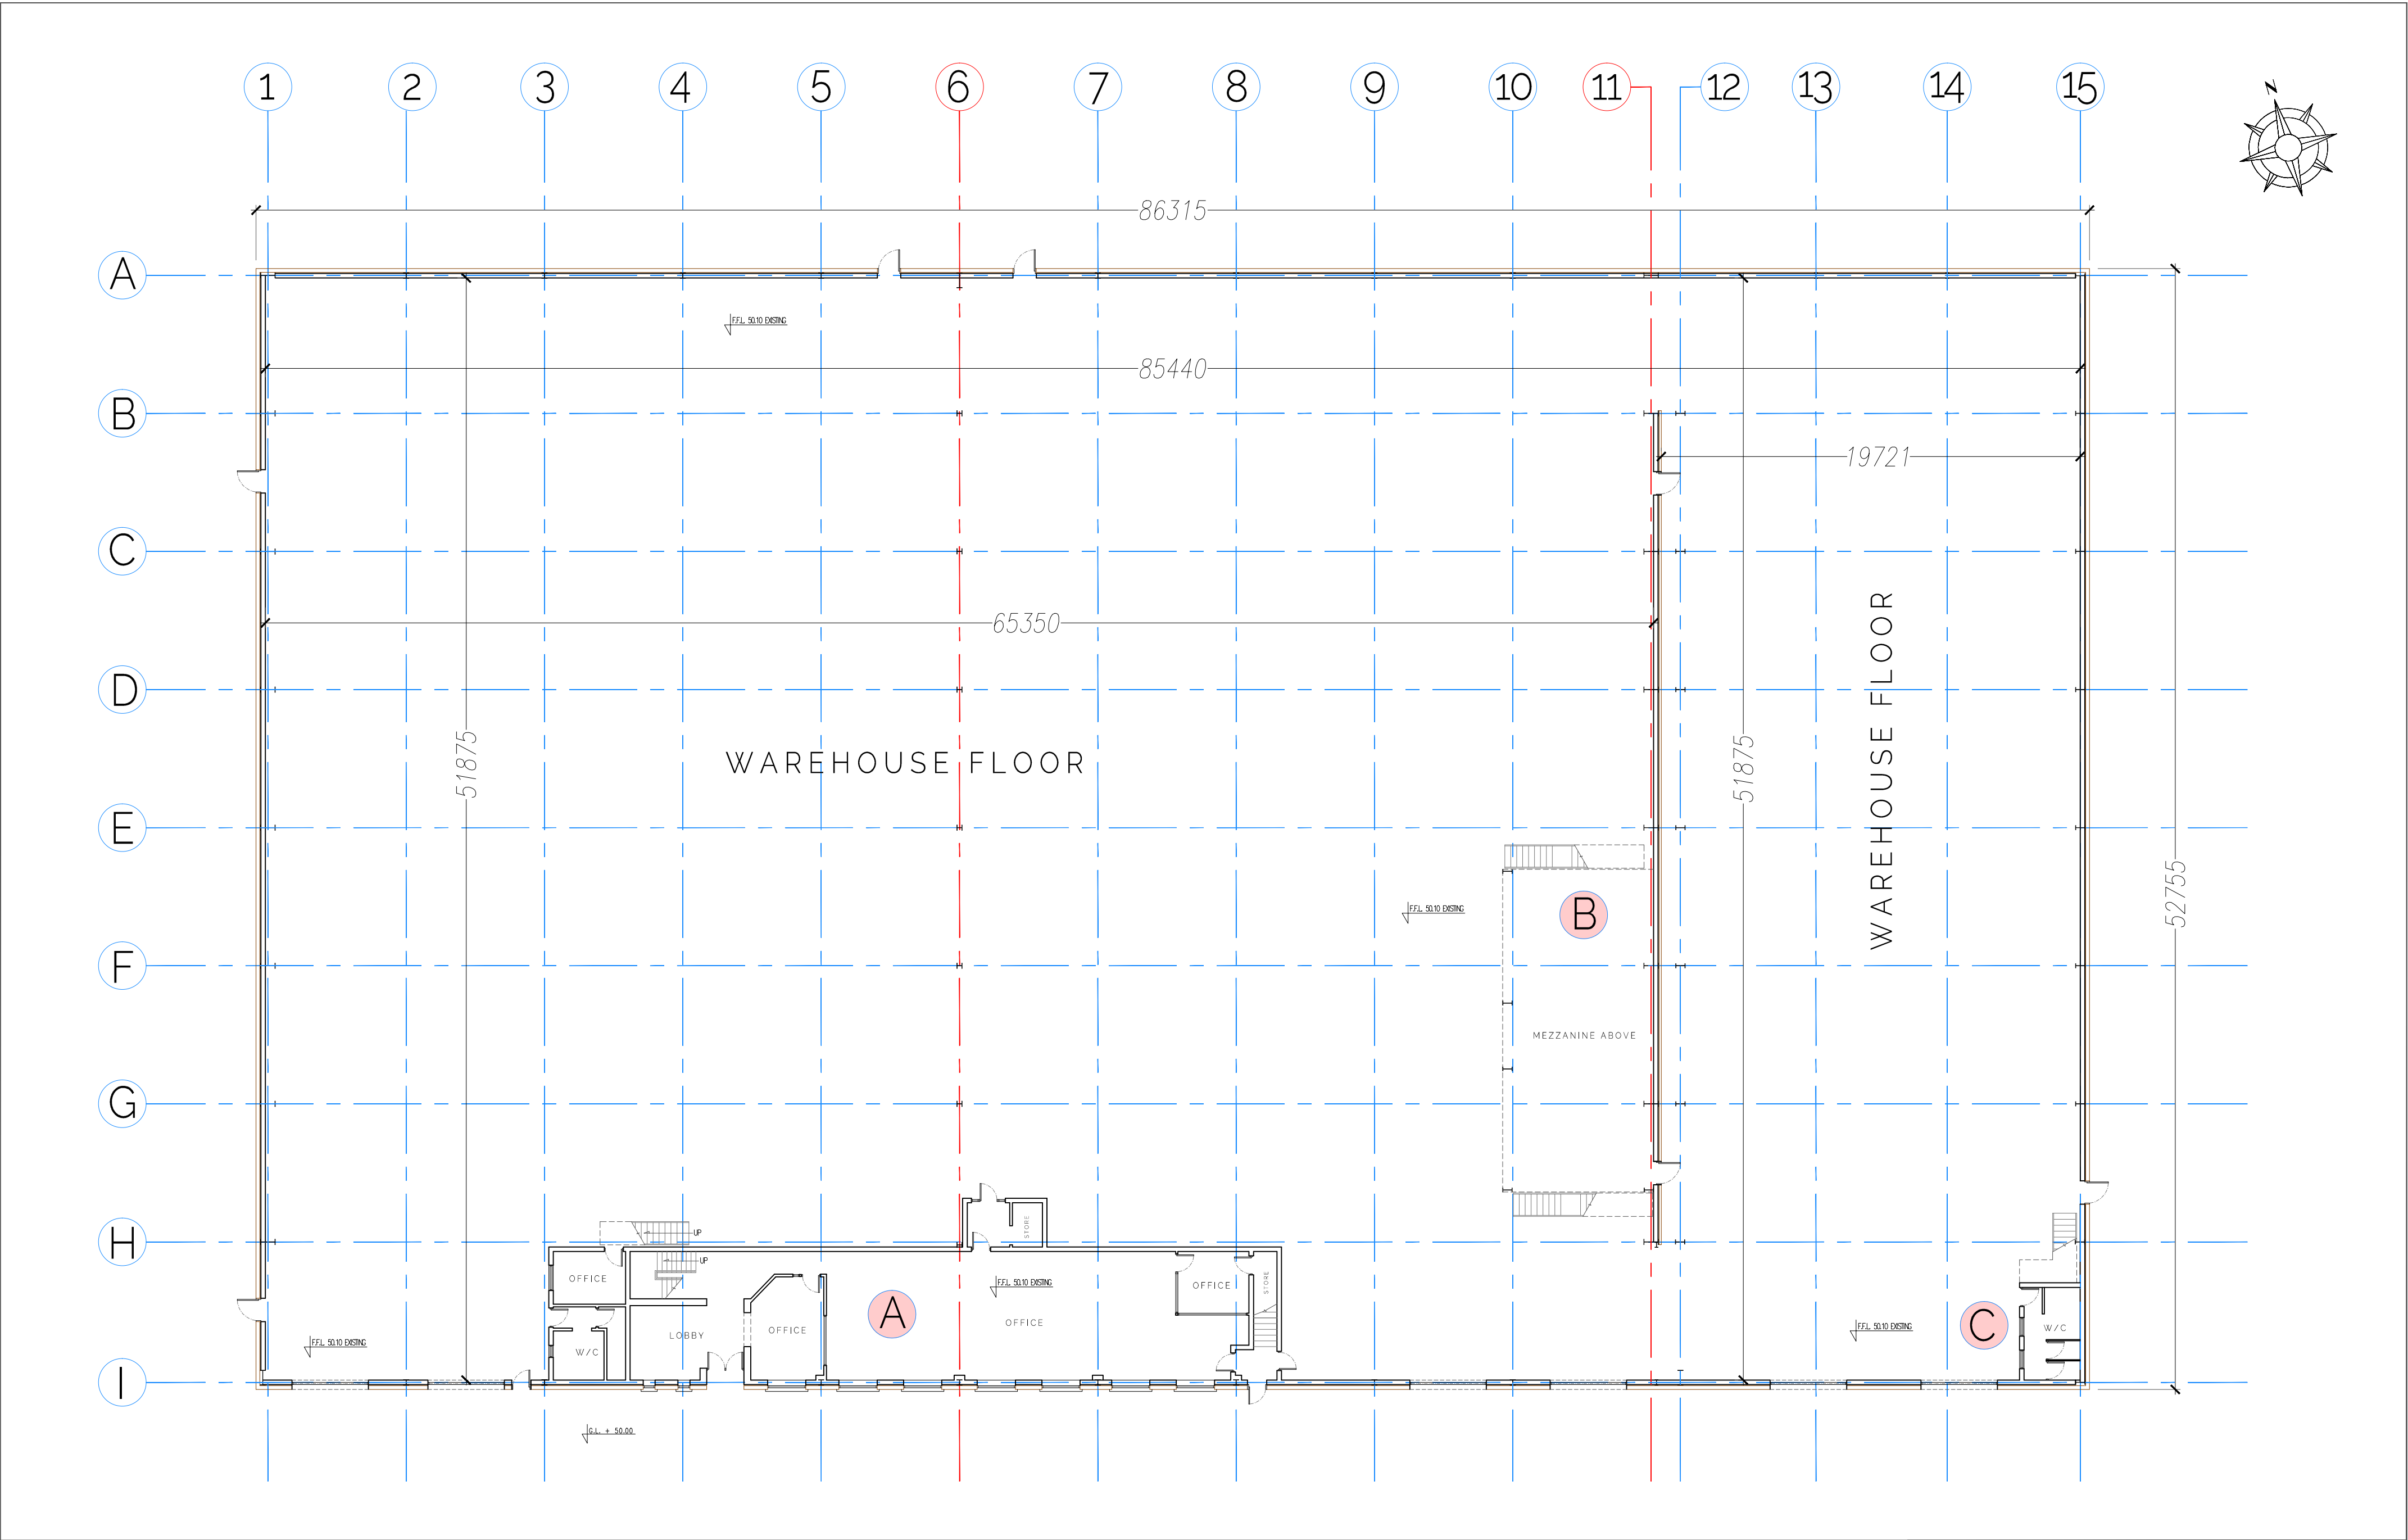 1 2 3 4 5 6 7 8 9 10 11 12 13 14 15
N
86315
A
F.F.L. 50.10 EXISTING
85440
B
19721
C
65350
D
51875
WAREHOUSE FLOOR
51875
WAREHOUSE FLOOR
52755
E
B
F.F.L. 50.10 EXISTING
F
MEZZANINE ABOVE
G
STORE
H
UP
UP
OFFICE
F.F.L. 50.10 EXISTING
OFFICE
STORE
A
OFFICE
OFFICE
LOBBY
W/C
F.F.L. 50.10 EXISTING
F.F.L. 50.10 EXISTING
C
W/C
I
G.L. + 50.00